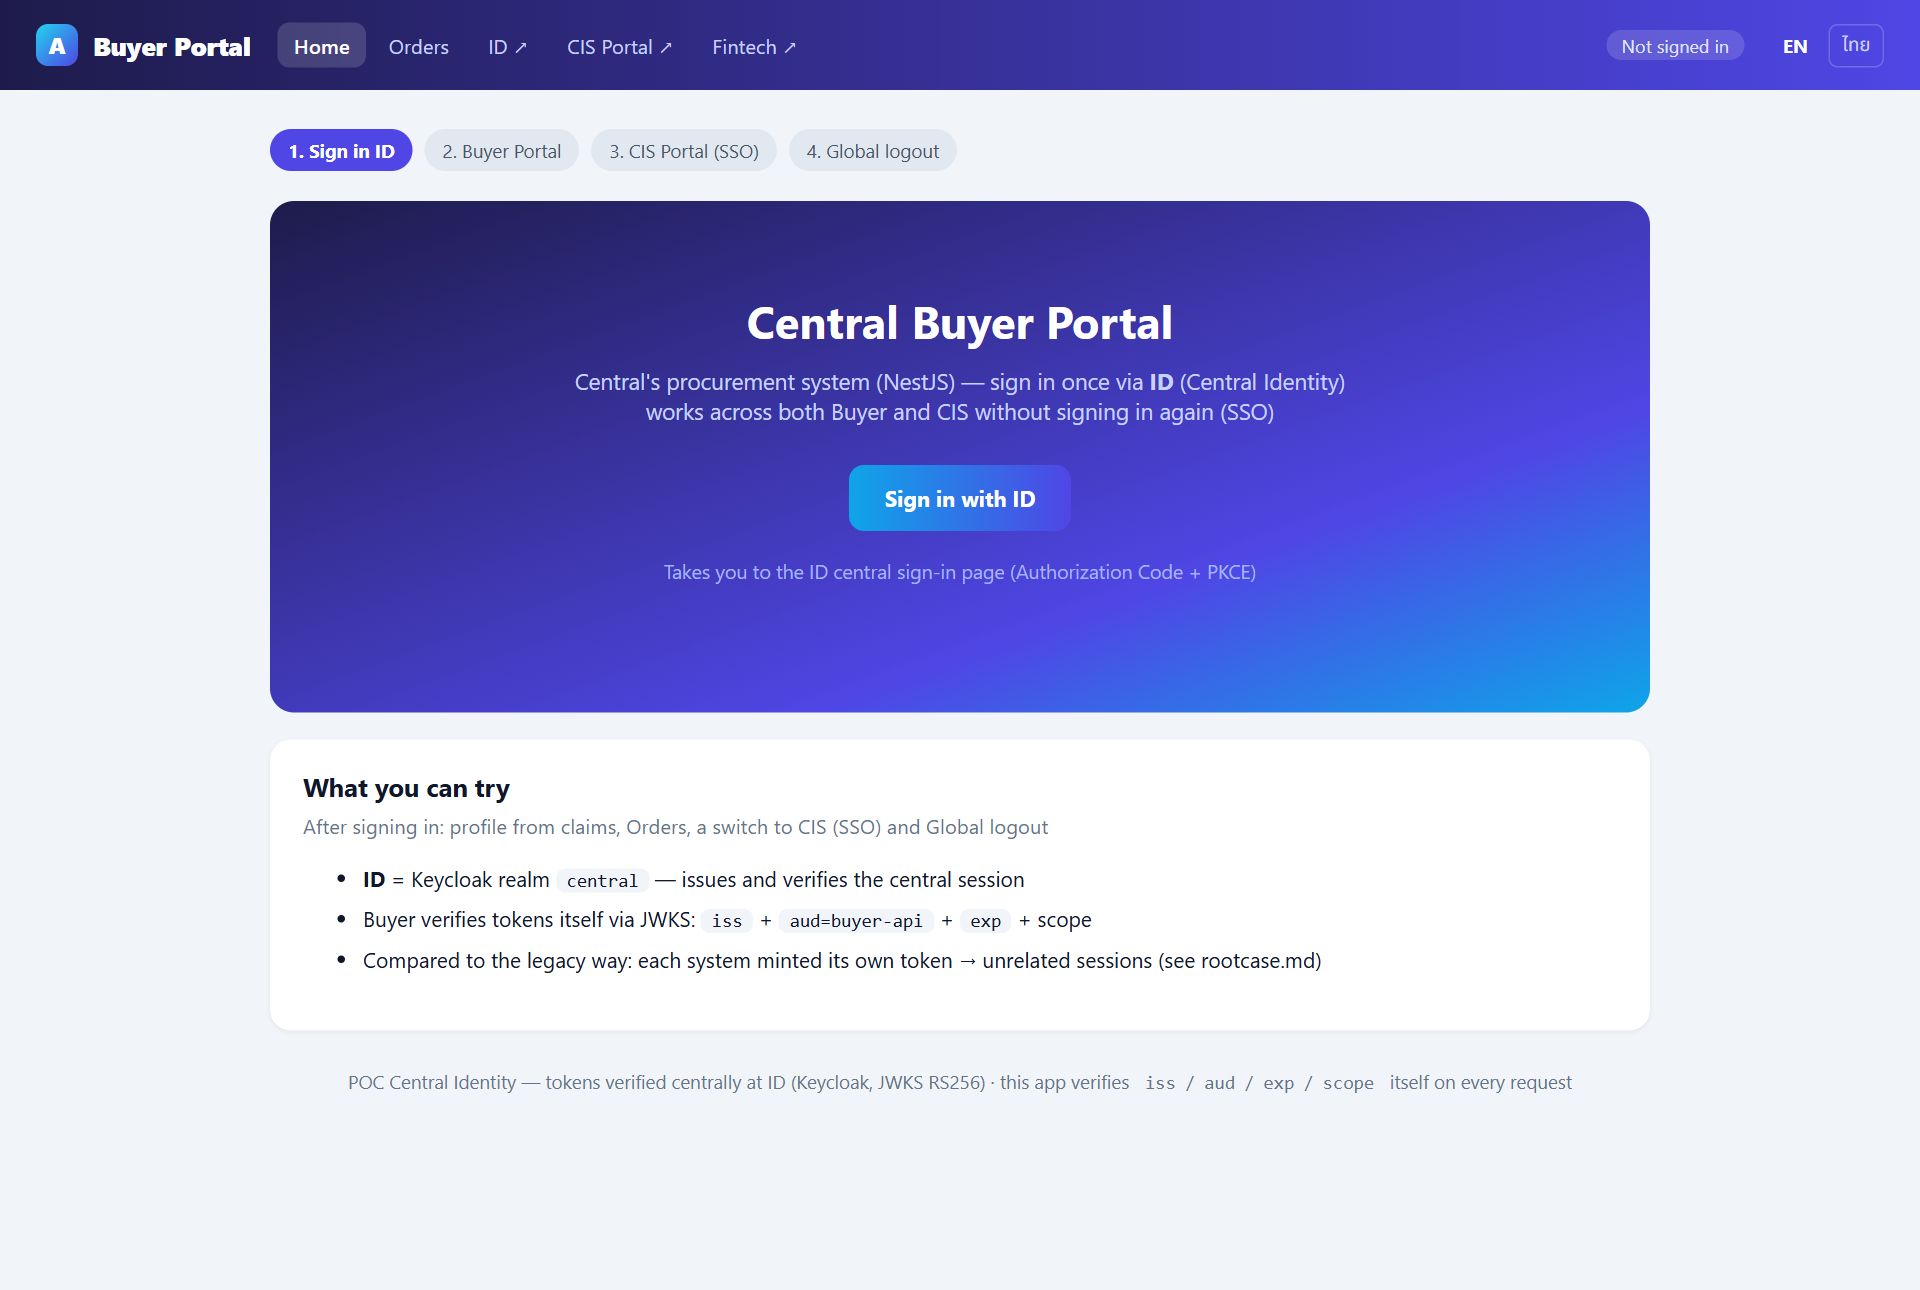 A Buyer Portal Home Orders ID ↗ CIS Portal ↗ Fintech ↗ Not signed in EN ไทย
1. Sign in ID 2. Buyer Portal 3. CIS Portal (SSO) 4. Global logout
Central Buyer Portal
Central's procurement system (NestJS) — sign in once via ID (Central Identity)
works across both Buyer and CIS without signing in again (SSO)
Sign in with ID
Takes you to the ID central sign-in page (Authorization Code + PKCE)
What you can try
After signing in: profile from claims, Orders, a switch to CIS (SSO) and Global logout
• ID = Keycloak realm central — issues and verifies the central session
• Buyer verifies tokens itself via JWKS: iss + aud=buyer-api + exp + scope
• Compared to the legacy way: each system minted its own token → unrelated sessions (see rootcase.md)
POC Central Identity — tokens verified centrally at ID (Keycloak, JWKS RS256) · this app verifies iss / aud / exp / scope itself on every request